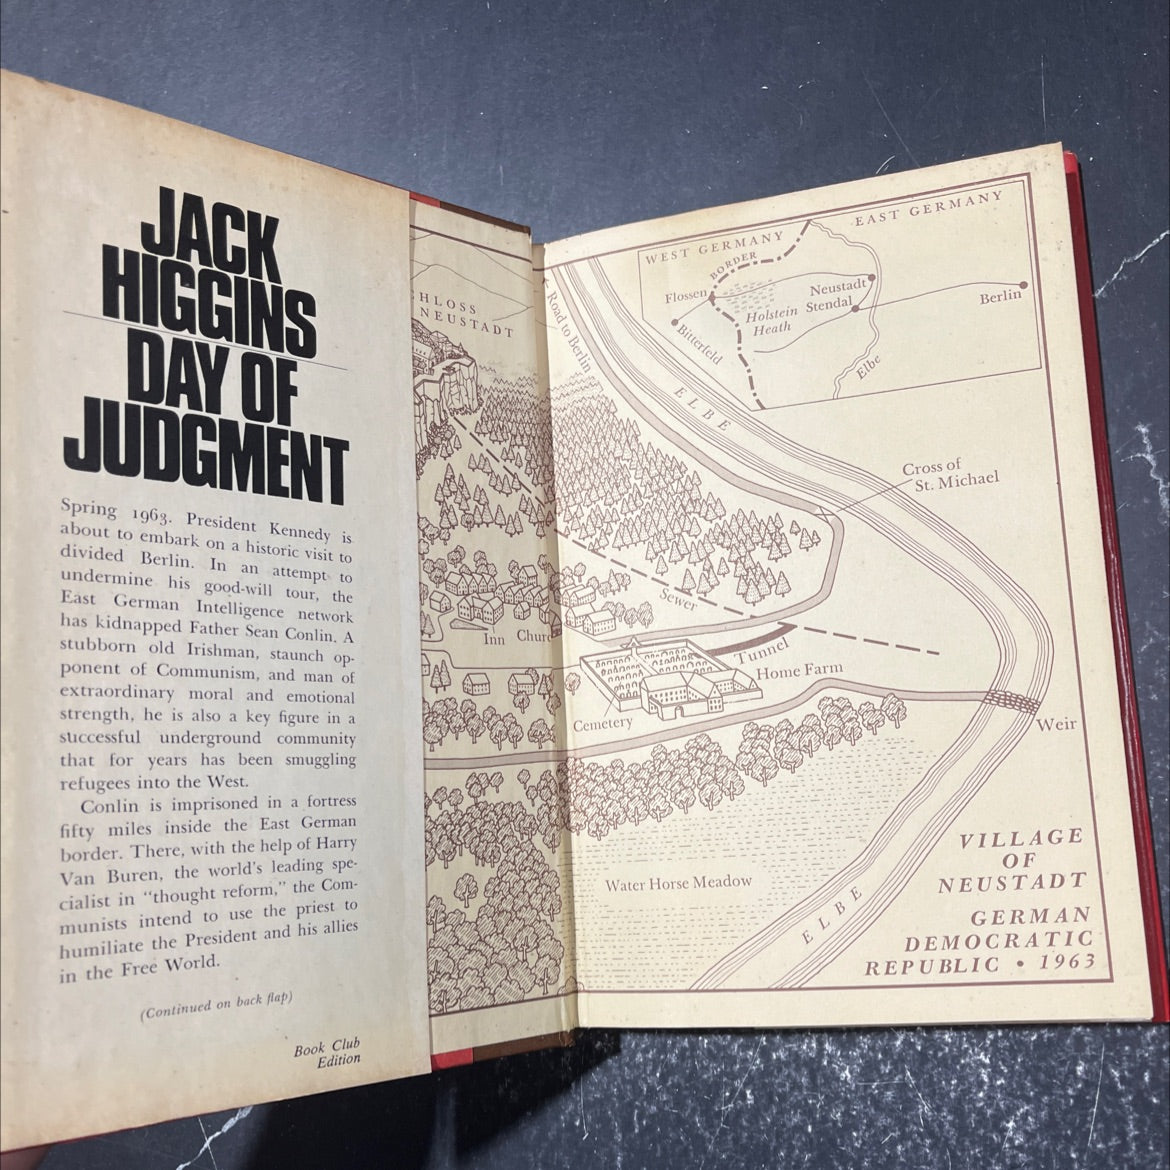 JACK
HIGGINS
DAY OF
JUDGMENT
Spring 1963. President Kennedy is
about to embark on a historic visit to
divided Berlin. In an attempt to
undermine his good-will tour, the
East German Intelligence network
has kidnapped Father Sean Conlin. A
stubborn old Irishman, staunch op-
ponent of Communism, and man of
extraordinary moral and emotional
strength, he is also a key figure in a
successful underground community
that for years has been smuggling
refugees into the West.
Conlin is imprisoned in a fortress
fifty miles inside the East German
border. There, with the help of Harry
Van Buren, the world's leading spe-
cialist in "thought reform," the Com-
munists intend to use the priest to
humiliate the President and his allies
in the Free World.
(Continued on back flap)
Book Club
Edition
HLOSS
NEUSTADT
Road to Berlin
Inn
Churc
WEST GERMANY
EAST GERMANY
BORDER
Flossen
Neustadt
Stendal
Berlin
Holstein
Heath
Bitterfeld
Elbe
ELBE
Cross of
St. Michael
Sewer
Tunnel
Home Farm
Cemetery
Weir
Water Horse Meadow
ELBE
VILLAGE
OF
NEUSTADT
GERMAN
DEMOCRATIC
REPUBLIC • 1963